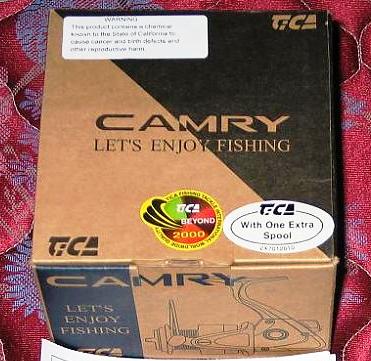 WARNING
This product contains a chemical
known to the State of California to
cause cancer and birth defects and
other reproductive harm.
TiCA
CAMRY
LET'S ENJOY FISHING
TiCA
BEYOND
2000
TiCA
With One Extra
Spool
TiCA
CAMRY
LET'S
ENJOY
FISHING